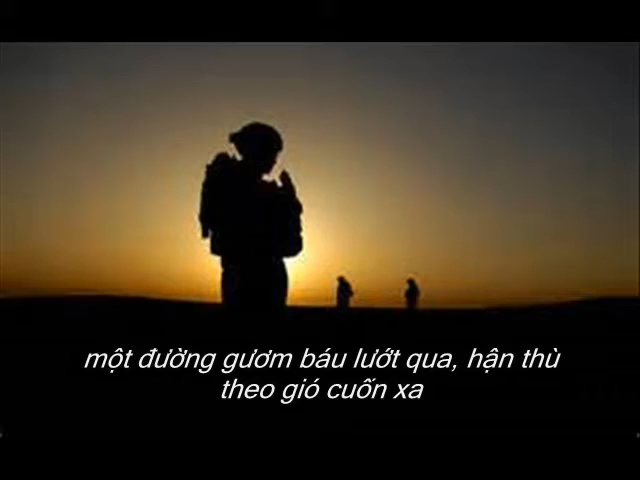 một đường gươm báu lướt qua, hận thù
theo gió cuốn xa